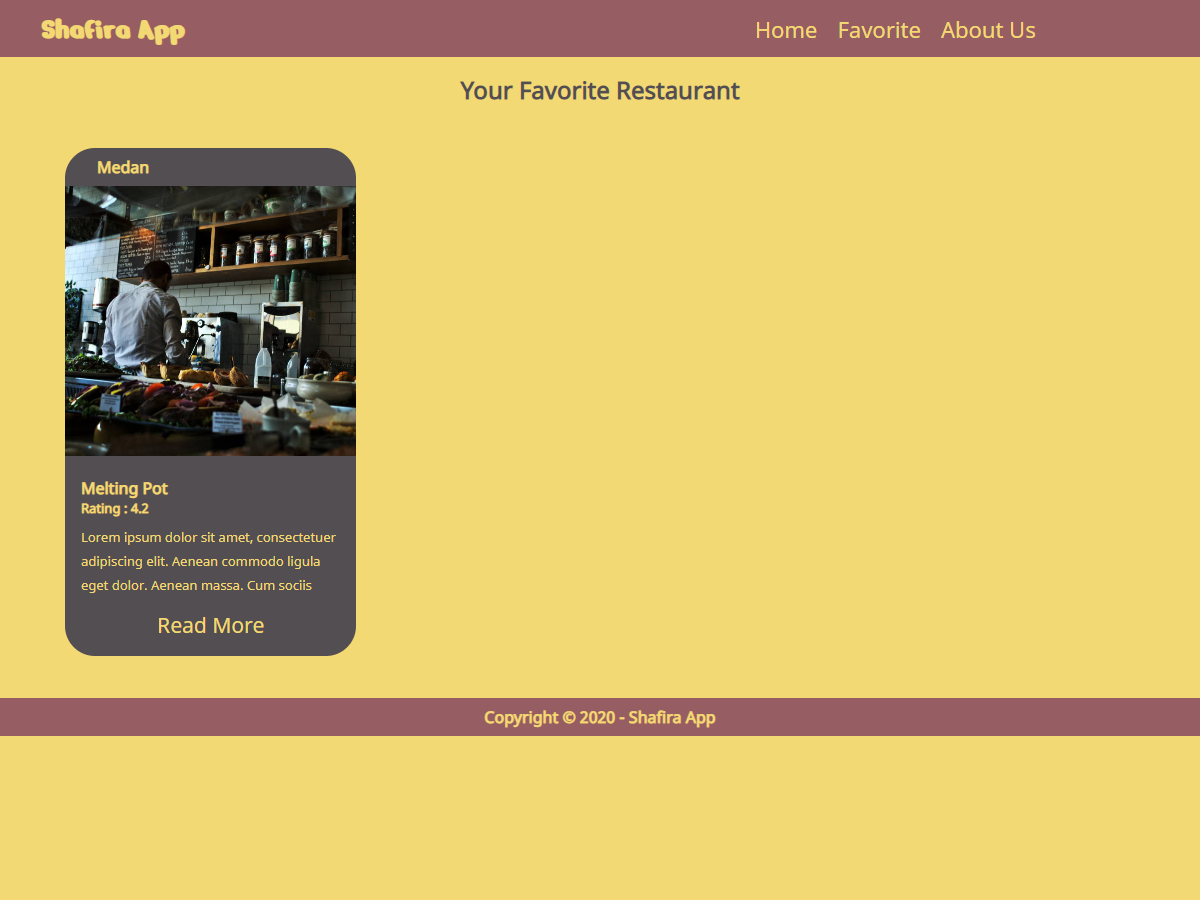 Shafira App
Home Favorite About Us
Your Favorite Restaurant
Medan
Melting Pot
Rating : 4.2
Lorem ipsum dolor sit amet, consectetuer
adipiscing elit. Aenean commodo ligula
eget dolor. Aenean massa. Cum sociis
Read More
Copyright © 2020 - Shafira App